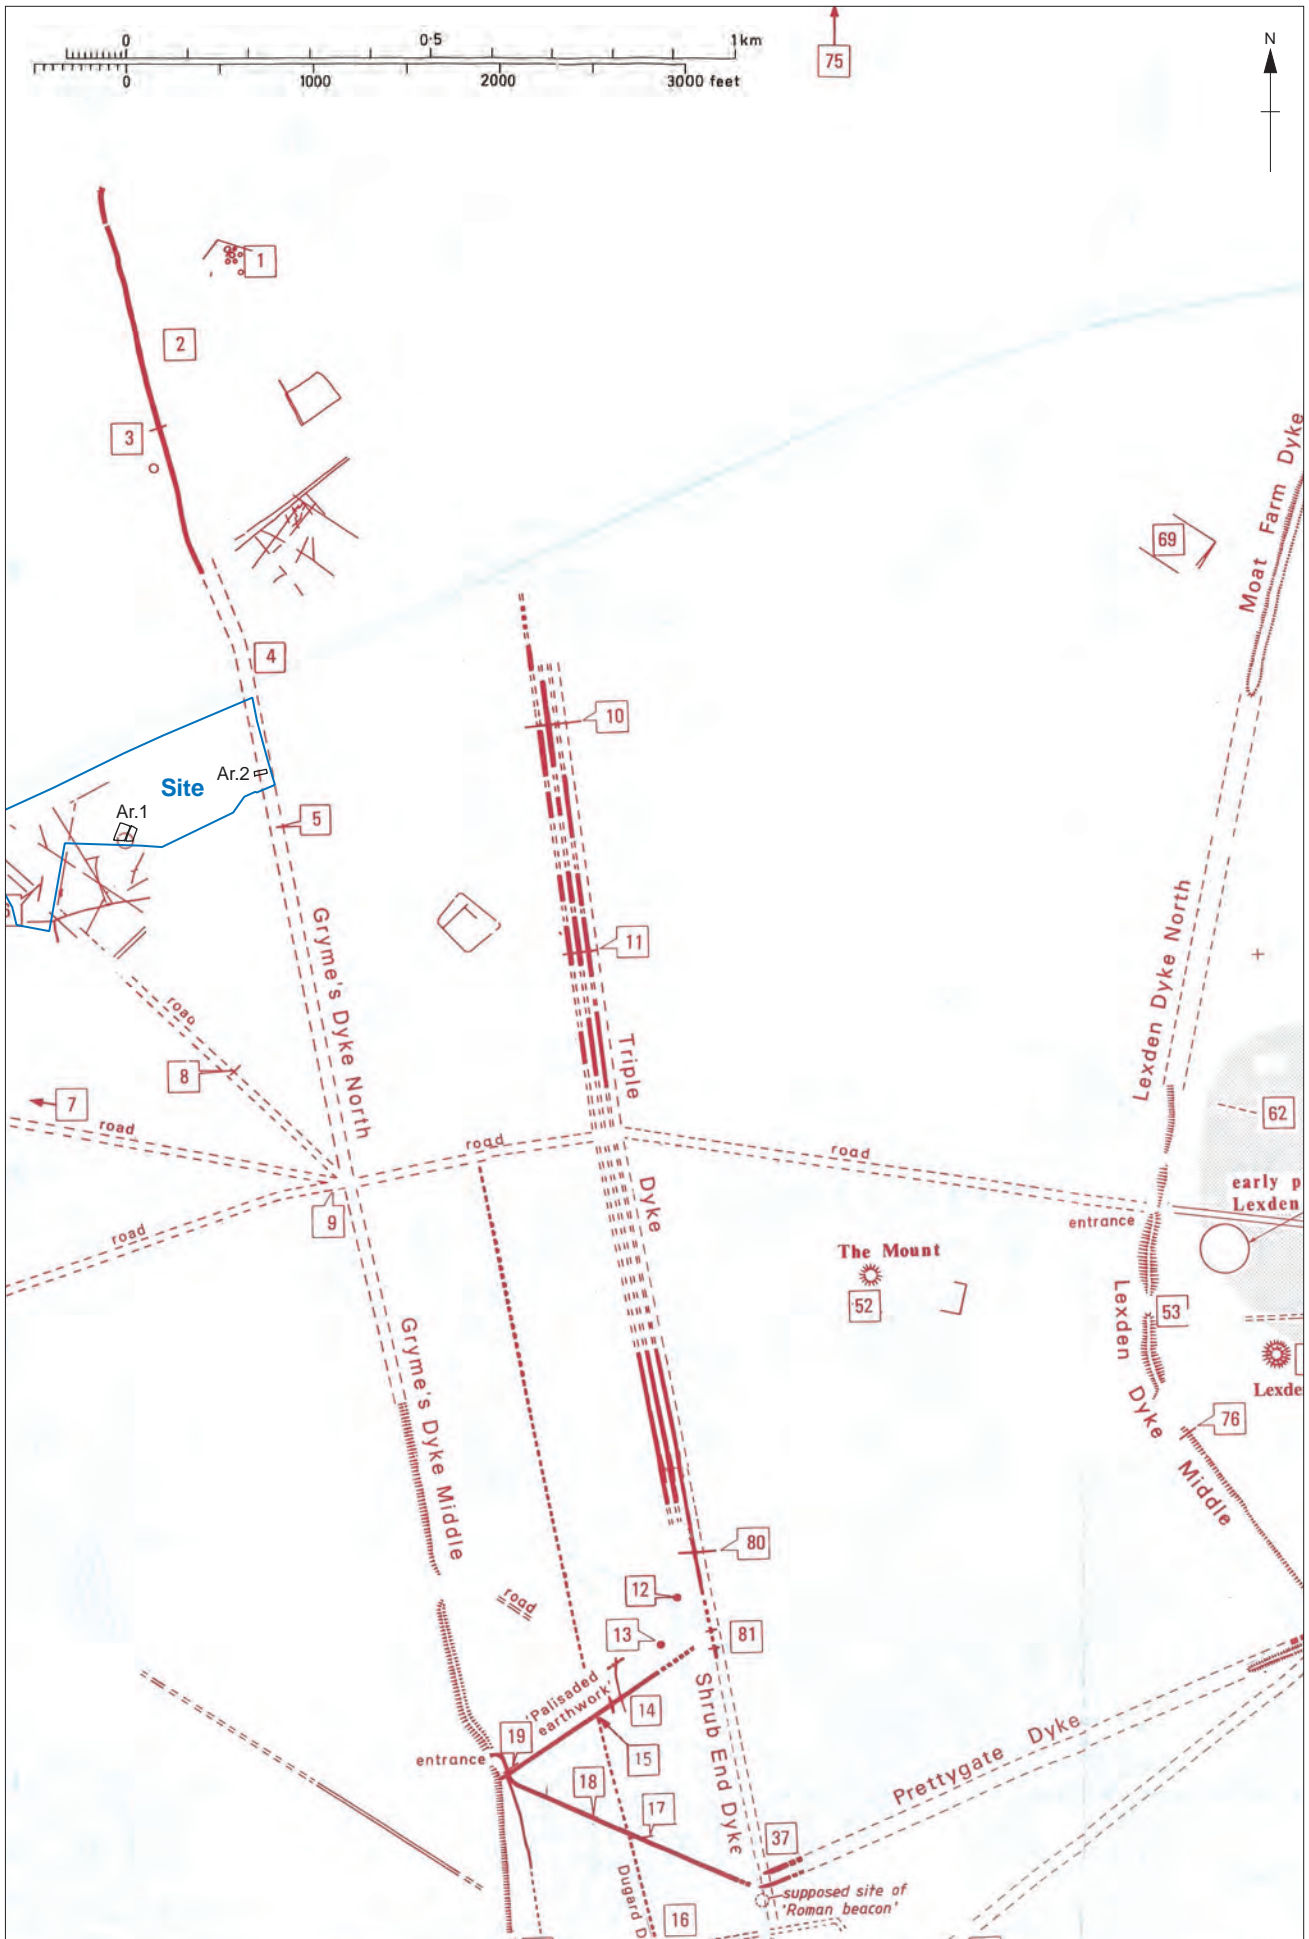 0 0·5 1km
0 1000 2000 3000 feet
75
N
1
2
3
Moat Farm Dyke
69
4
10
Site
Ar.2
Ar.1
5
Gryme's Dyke North
11
Lexden Dyke North
road
Triple
8
7
62
road
road
road
Dyke
early p
Lexden
9
entrance
road
The Mount
52
53
Lexden
Gryme's Dyke Middle
Lexde
Dyke
76
Middle
80
12
road
13
81
'Palisaded
earthwork'
14
Shrub End Dyke
Prettygate Dyke
19
entrance
15
18
17
37
Dugard D
supposed site of
'Roman beacon'
16